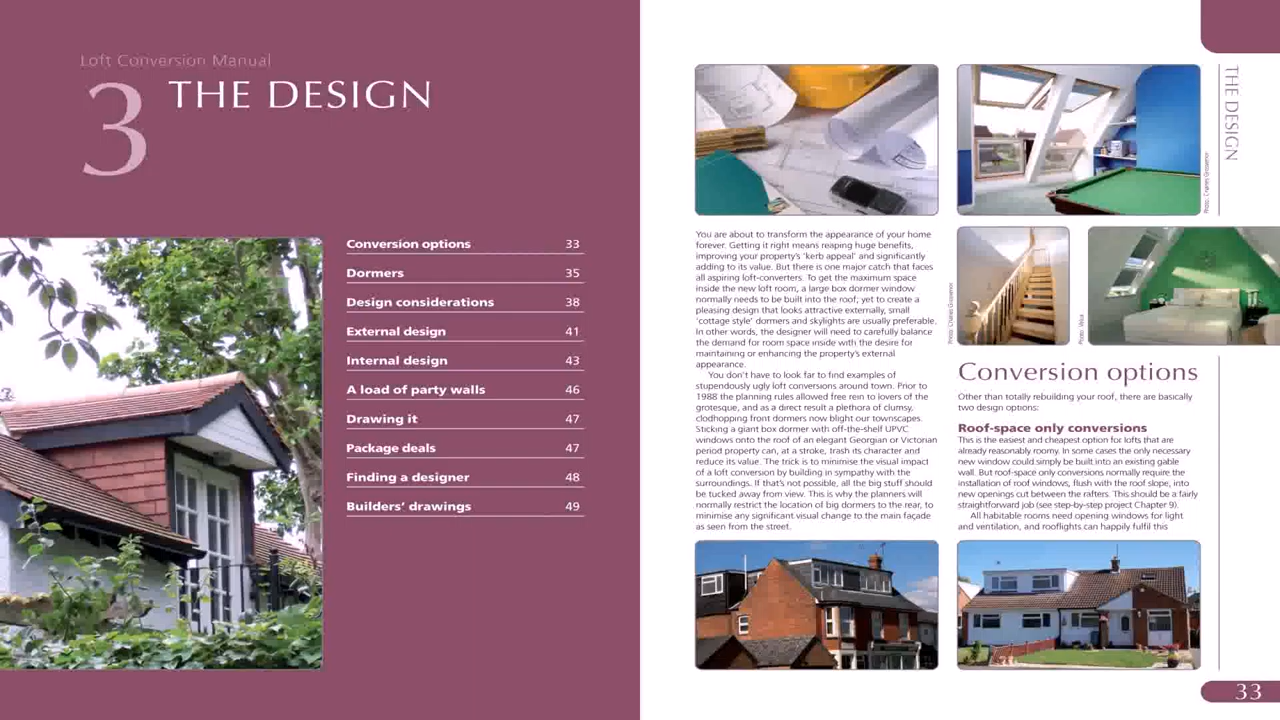 Loft Conversion Manual
3 THE DESIGN
Conversion options 33
Dormers 35
Design considerations 38
External design 41
Internal design 43
A load of party walls 46
Drawing it 47
Package deals 47
Finding a designer 48
Builders’ drawings 49
THE DESIGN
Photo: Charles Grosvenor
You are about to transform the appearance of your home
forever. Getting it right means reaping huge benefits,
improving your property’s ‘kerb appeal’ and significantly
adding to its value. But there is one major catch that faces
all aspiring loft-converters. To get the maximum space
inside the new loft room, a large box dormer window
normally needs to be built into the roof; yet to create a
pleasing design that looks attractive externally, small
‘cottage style’ dormers and skylights are usually preferable.
In other words, the designer will need to carefully balance
the demand for room space inside with the desire for
maintaining or enhancing the property’s external
appearance.
You don’t have to look far to find examples of
stupendously ugly loft conversions around town. Prior to
1988 the planning rules allowed free rein to lovers of the
grotesque, and as a direct result a plethora of clumsy,
clodhopping front dormers now blight our townscapes.
Sticking a giant box dormer with off-the-shelf UPVC
windows onto the roof of an elegant Georgian or Victorian
period property can, at a stroke, trash its character and
reduce its value. The trick is to minimise the visual impact
of a loft conversion by building in sympathy with the
surroundings. If that’s not possible, all the big stuff should
be tucked away from view. This is why the planners will
normally restrict the location of big dormers to the rear, to
minimise any significant visual change to the main façade
as seen from the street.
Photo: Charles Grosvenor
Photo: Velux
Conversion options
Other than totally rebuilding your roof, there are basically
two design options:
Roof-space only conversions
This is the easiest and cheapest option for lofts that are
already reasonably roomy. In some cases the only necessary
new window could simply be built into an existing gable
wall. But roof-space only conversions normally require the
installation of roof windows, flush with the roof slope, into
new openings cut between the rafters. This should be a fairly
straightforward job (see step-by-step project Chapter 9).
All habitable rooms need opening windows for light
and ventilation, and rooflights can happily fulfil this
33